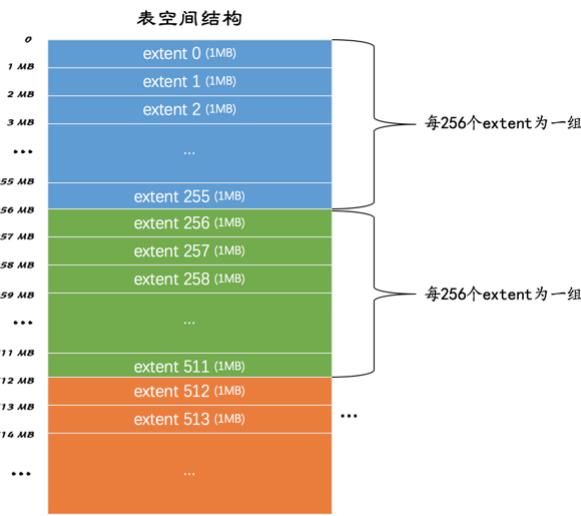 表空间结构
0
extent 0 (1MB)
1 MB
extent 1 (1MB)
2 MB
extent 2 (1MB)
3 MB
每256个extent为一组
...
...
55 MB
extent 255 (1MB)
56 MB
extent 256 (1MB)
57 MB
extent 257 (1MB)
58 MB
extent 258 (1MB)
59 MB
每256个extent为一组
...
...
11 MB
extent 511 (1MB)
12 MB
extent 512 (1MB)
13 MB
extent 513 (1MB)
...
14 MB
...
...